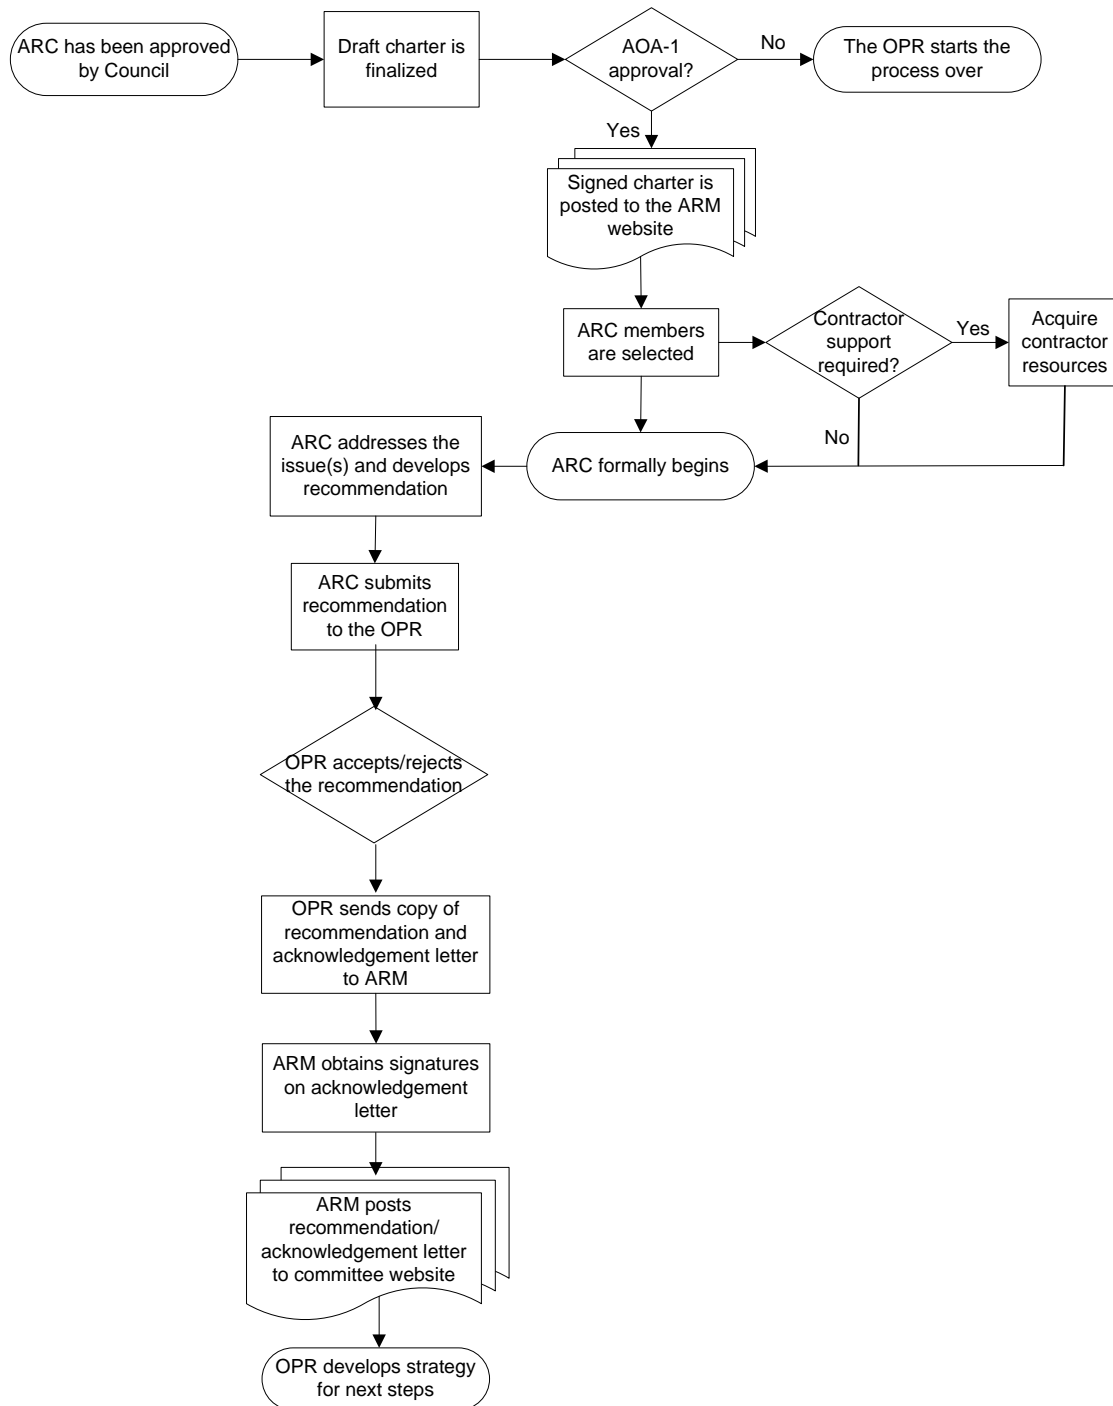 ARC has been approved
by Council
Draft charter is
finalized
AOA-1
approval?
No
The OPR starts the
process over
Yes
Signed charter is
posted to the ARM
website
ARC members
are selected
Contractor
support
required?
Yes
Acquire
contractor
resources
No
ARC formally begins
ARC addresses the
issue(s) and develops
recommendation
ARC submits
recommendation
to the OPR
OPR accepts/rejects
the recommendation
OPR sends copy of
recommendation and
acknowledgement letter
to ARM
ARM obtains signatures
on acknowledgement
letter
ARM posts
recommendation/
acknowledgement letter
to committee website
OPR develops strategy
for next steps